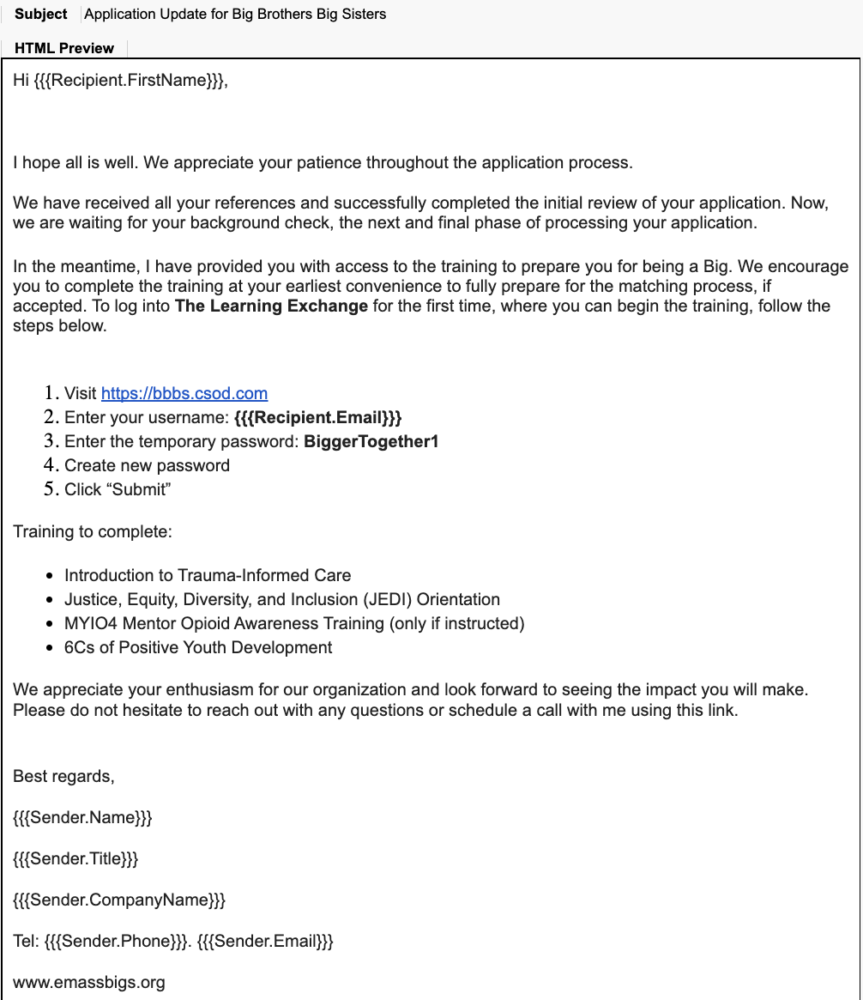 Subject Application Update for Big Brothers Big Sisters
HTML Preview
Hi {{{Recipient.FirstName}}},
I hope all is well. We appreciate your patience throughout the application process.
We have received all your references and successfully completed the initial review of your application. Now,
we are waiting for your background check, the next and final phase of processing your application.
In the meantime, I have provided you with access to the training to prepare you for being a Big. We encourage
you to complete the training at your earliest convenience to fully prepare for the matching process, if
accepted. To log into The Learning Exchange for the first time, where you can begin the training, follow the
steps below.
1. Visit https://bbbs.csod.com
2. Enter your username: {{{Recipient.Email}}}
3. Enter the temporary password: BiggerTogether1
4. Create new password
5. Click “Submit”
Training to complete:
• Introduction to Trauma-Informed Care
• Justice, Equity, Diversity, and Inclusion (JEDI) Orientation
• MYIO4 Mentor Opioid Awareness Training (only if instructed)
• 6Cs of Positive Youth Development
We appreciate your enthusiasm for our organization and look forward to seeing the impact you will make.
Please do not hesitate to reach out with any questions or schedule a call with me using this link.
Best regards,
{{{Sender.Name}}}
{{{Sender.Title}}}
{{{Sender.CompanyName}}}
Tel: {{{Sender.Phone}}}. {{{Sender.Email}}}
www.emassbigs.org